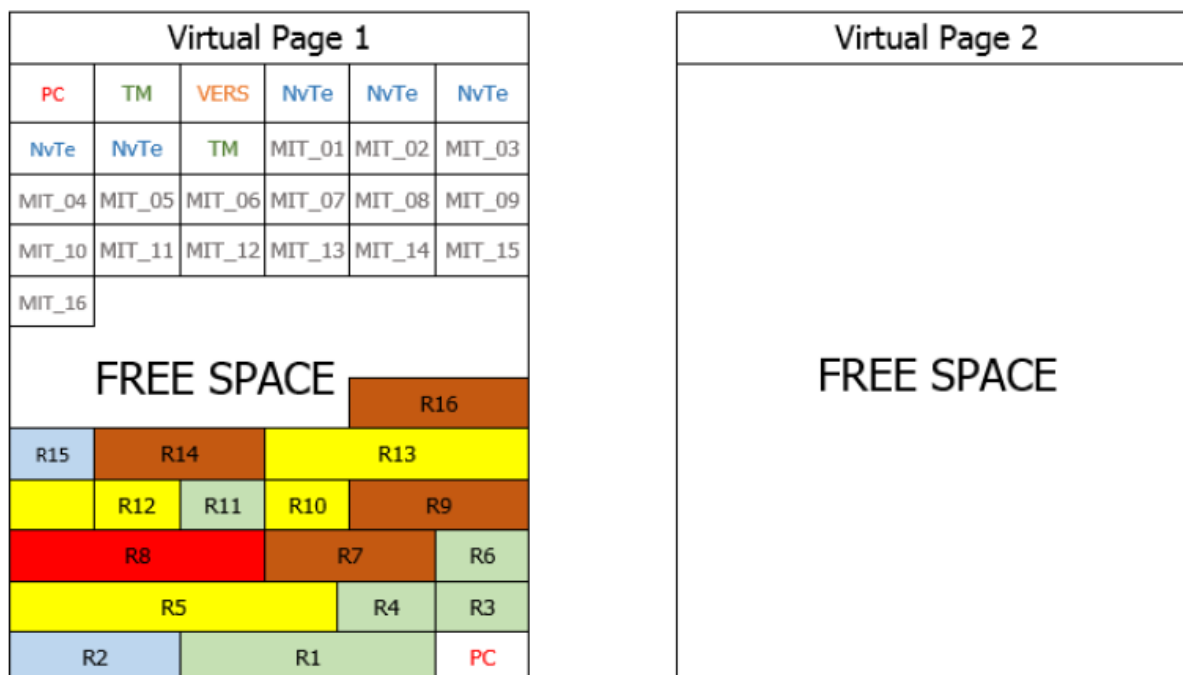 Virtual Page 1
PC TM VERS NvTe NvTe NvTe
NvTe NvTe TM MIT_01 MIT_02 MIT_03
MIT_04 MIT_05 MIT_06 MIT_07 MIT_08 MIT_09
MIT_10 MIT_11 MIT_12 MIT_13 MIT_14 MIT_15
MIT_16
FREE SPACE
R16
R15 R14 R13
R12 R11 R10 R9
R8 R7 R6
R5 R4 R3
R2 R1 PC
Virtual Page 2
FREE SPACE